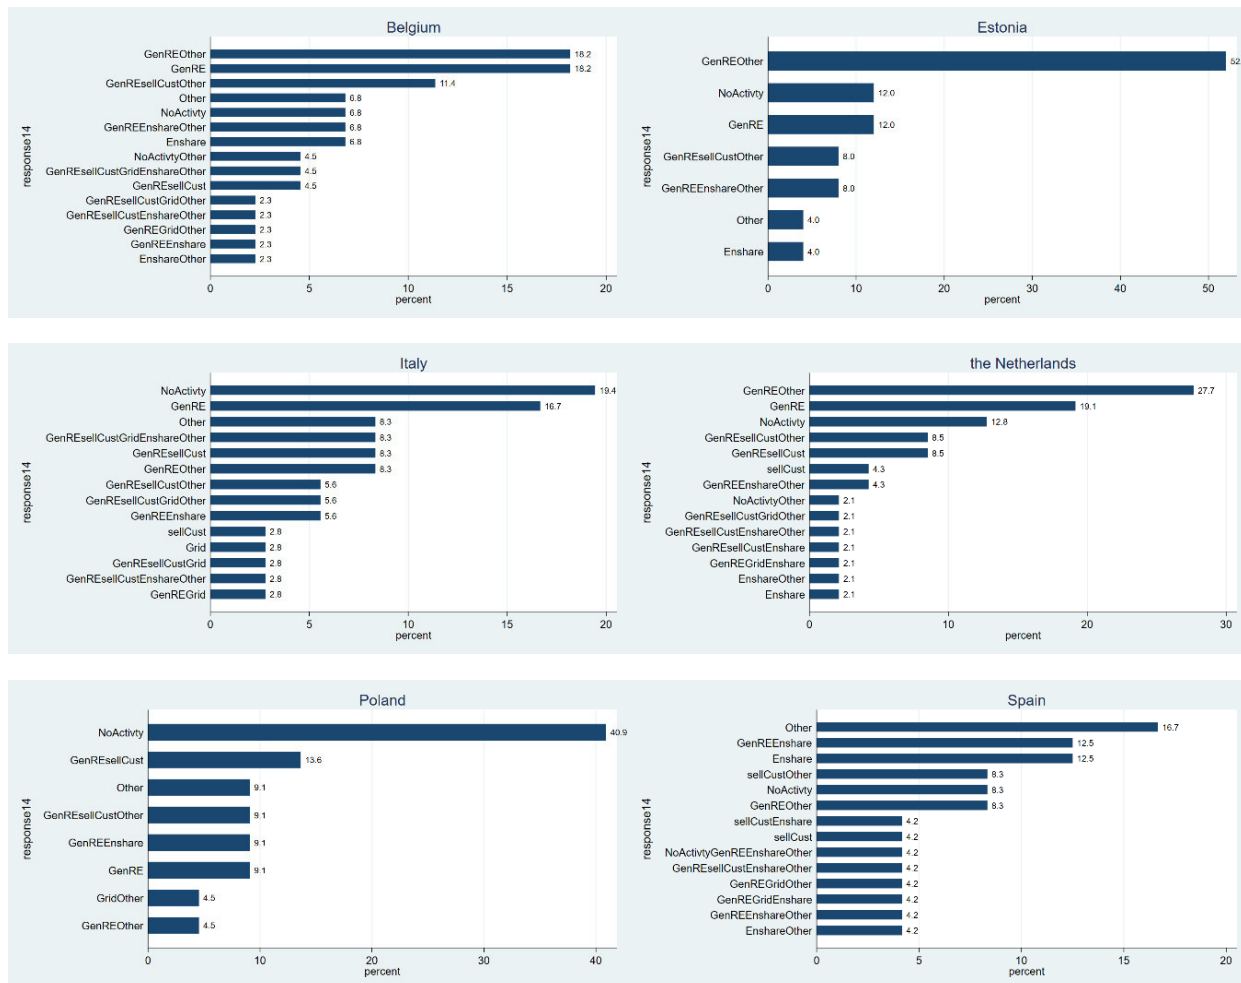 Belgium
GenREOther 18.2
GenRE 18.2
GenREsellCustOther 11.4
Other 6.8
NoActivty 6.8
GenREEnshareOther 6.8
Enshare 6.8
NoActivtyOther 4.5
GenREsellCustGridEnshareOther 4.5
GenREsellCust 4.5
GenREsellCustGridOther 2.3
GenREsellCustEnshareOther 2.3
GenREGridOther 2.3
GenREEnshare 2.3
EnshareOther 2.3
response14
0 5 10 15 20
percent
Estonia
GenREOther 52
NoActivty 12.0
GenRE 12.0
GenREsellCustOther 8.0
GenREEnshareOther 8.0
Other 4.0
Enshare 4.0
response14
0 10 20 30 40 50
percent
Italy
NoActivty 19.4
GenRE 16.7
Other 8.3
GenREsellCustGridEnshareOther 8.3
GenREsellCust 8.3
GenREOther 8.3
GenREsellCustOther 5.6
GenREsellCustGridOther 5.6
GenREEnshare 5.6
sellCust 2.8
Grid 2.8
GenREsellCustGrid 2.8
GenREsellCustEnshareOther 2.8
GenREGrid 2.8
response14
0 5 10 15 20
percent
the Netherlands
GenREOther 27.7
GenRE 19.1
NoActivty 12.8
GenREsellCustOther 8.5
GenREsellCust 8.5
sellCust 4.3
GenREEnshareOther 4.3
NoActivtyOther 2.1
GenREsellCustGridOther 2.1
GenREsellCustEnshareOther 2.1
GenREsellCustEnshare 2.1
GenREGridEnshare 2.1
EnshareOther 2.1
Enshare 2.1
response14
0 10 20 30
percent
Poland
NoActivty 40.9
GenREsellCust 13.6
Other 9.1
GenREsellCustOther 9.1
GenREEnshare 9.1
GenRE 9.1
GridOther 4.5
GenREOther 4.5
response14
0 10 20 30 40
percent
Spain
Other 16.7
GenREEnshare 12.5
Enshare 12.5
sellCustOther 8.3
NoActivty 8.3
GenREOther 8.3
sellCustEnshare 4.2
sellCust 4.2
NoActivtyGenREEnshareOther 4.2
GenREsellCustEnshareOther 4.2
GenREGridOther 4.2
GenREGridEnshare 4.2
GenREEnshareOther 4.2
EnshareOther 4.2
response14
0 5 10 15 20
percent